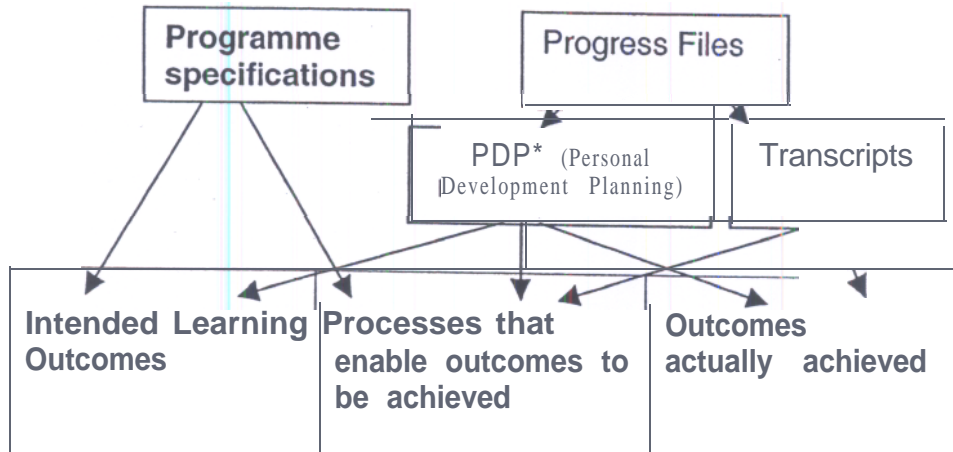 Programme
specifications
Progress Files
PDP* (Personal
Development Planning)
Transcripts
Intended Learning
Outcomes
Processes that
enable outcomes to
be achieved
Outcomes
actually achieved